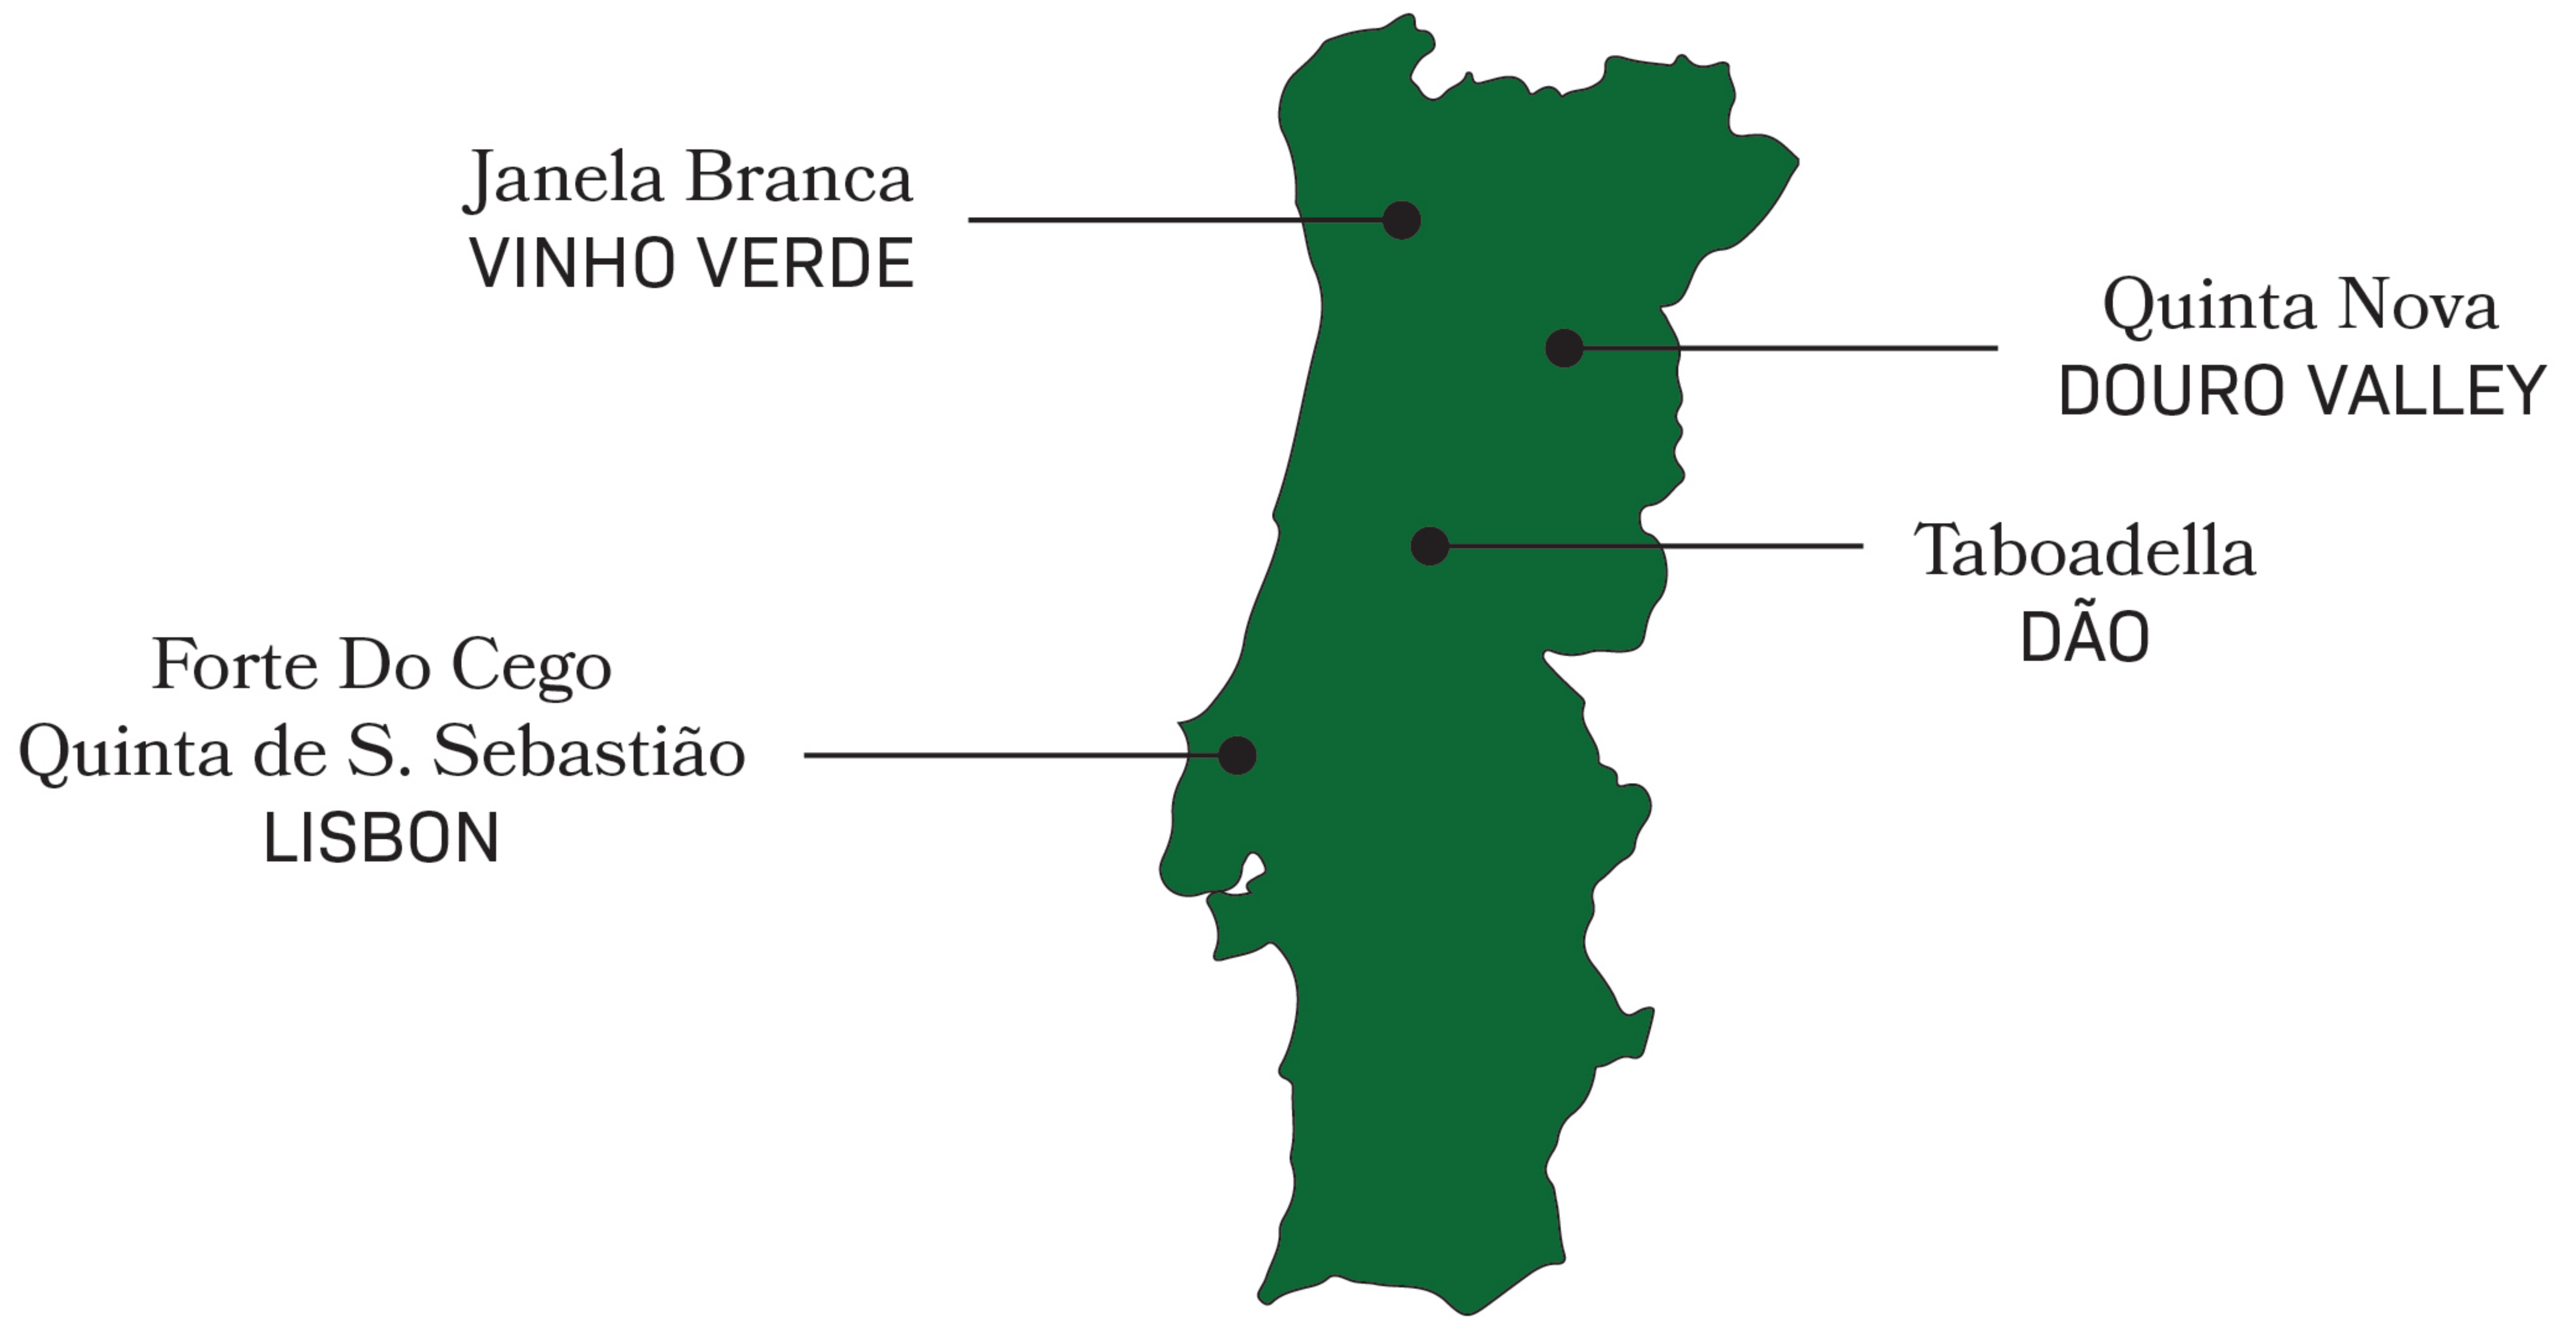 Janela Branca
VINHO VERDE
Quinta Nova
DOURO VALLEY
Taboadella
DÃO
Forte Do Cego
Quinta de S. Sebastião
LISBON